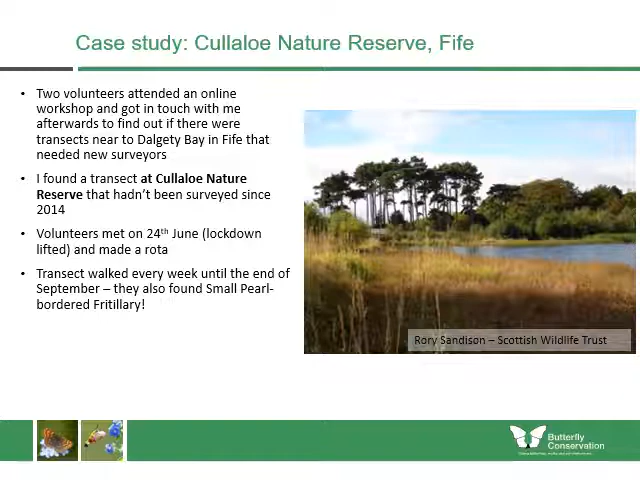 Case study: Cullaloe Nature Reserve, Fife
• Two volunteers attended an online
workshop and got in touch with me
afterwards to find out if there were
transects near to Dalgety Bay in Fife that
needed new surveyors
• I found a transect at Cullaloe Nature
Reserve that hadn't been surveyed since
2014
• Volunteers met on 24th June (lockdown
lifted) and made a rota
• Transect walked every week until the end of
September – they also found Small Pearl-
bordered Fritillary!
Rory Sandison – Scottish Wildlife Trust
Butterfly
Conservation